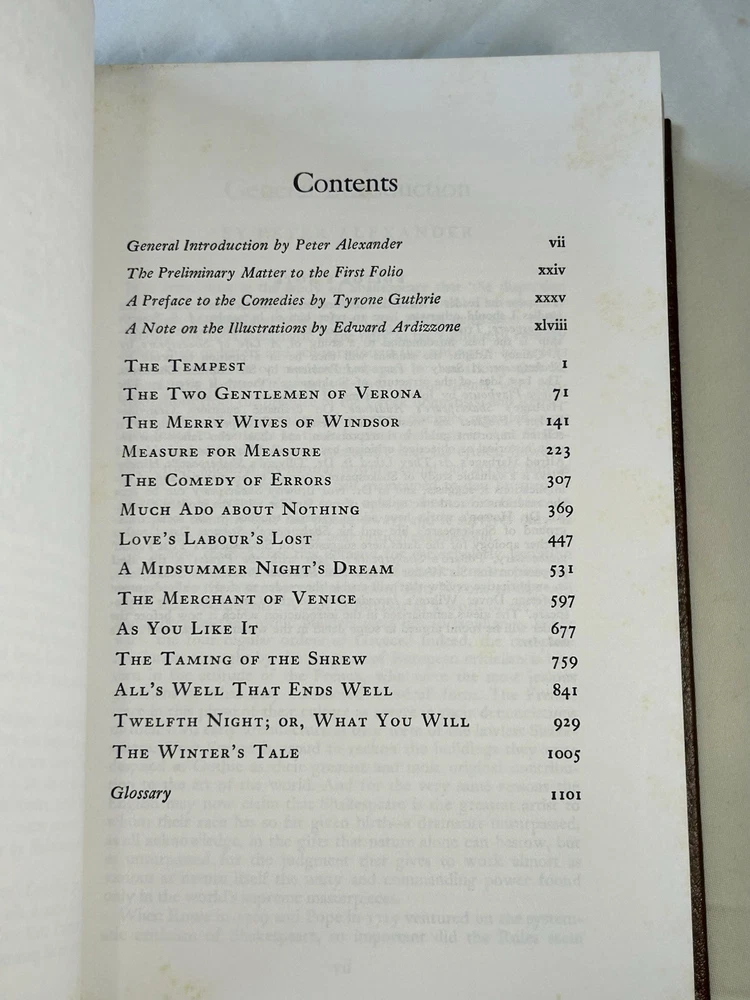 Contents
General Introduction by Peter Alexander vii
The Preliminary Matter to the First Folio xxiv
A Preface to the Comedies by Tyrone Guthrie xxxv
A Note on the Illustrations by Edward Ardizzone xlviii
The Tempest 1
The Two Gentlemen of Verona 71
The Merry Wives of Windsor 141
Measure for Measure 223
The Comedy of Errors 307
Much Ado about Nothing 369
Love's Labour's Lost 447
A Midsummer Night's Dream 531
The Merchant of Venice 597
As You Like It 677
The Taming of the Shrew 759
All's Well That Ends Well 841
Twelfth Night; or, What You Will 929
The Winter's Tale 1005
Glossary 1101